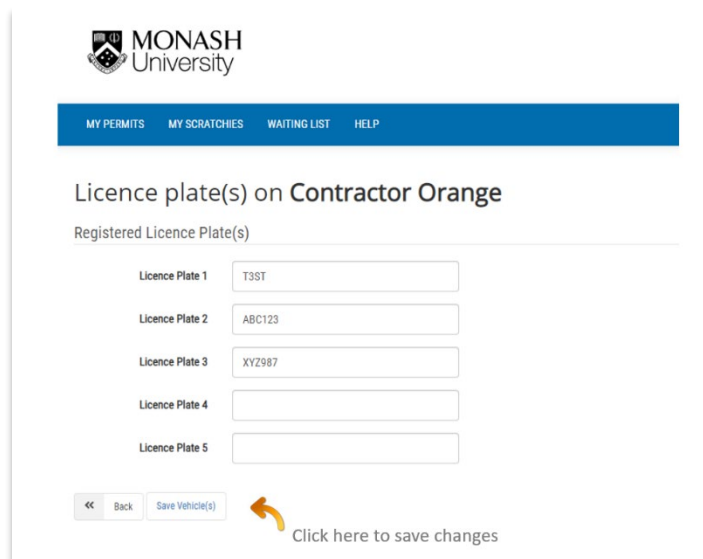 MONASH
University
MY PERMITS MY SCRATCHIES WAITING LIST HELP
Licence plate(s) on Contractor Orange
Registered Licence Plate(s)
Licence Plate 1 T3ST
Licence Plate 2 ABC123
Licence Plate 3 XYZ987
Licence Plate 4
Licence Plate 5
« Back Save Vehicle(s)
Click here to save changes